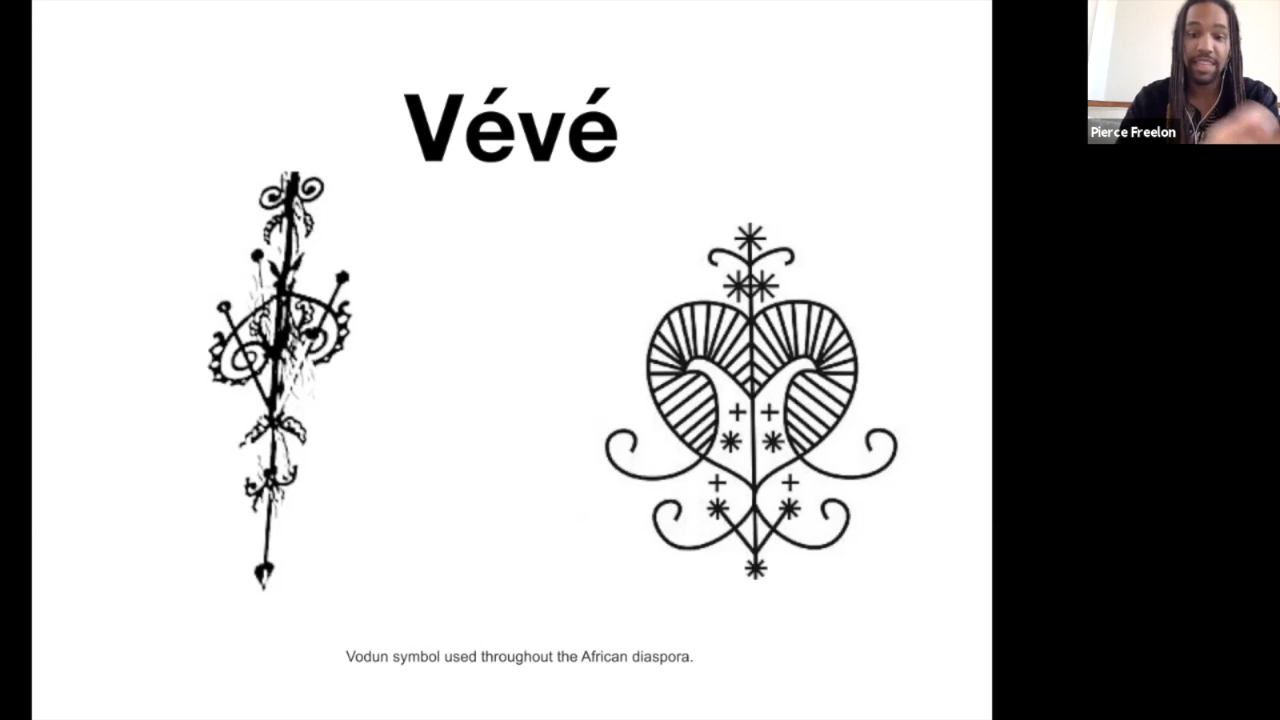 Vévé
Pierce Freelon
Vodun symbol used throughout the African diaspora.